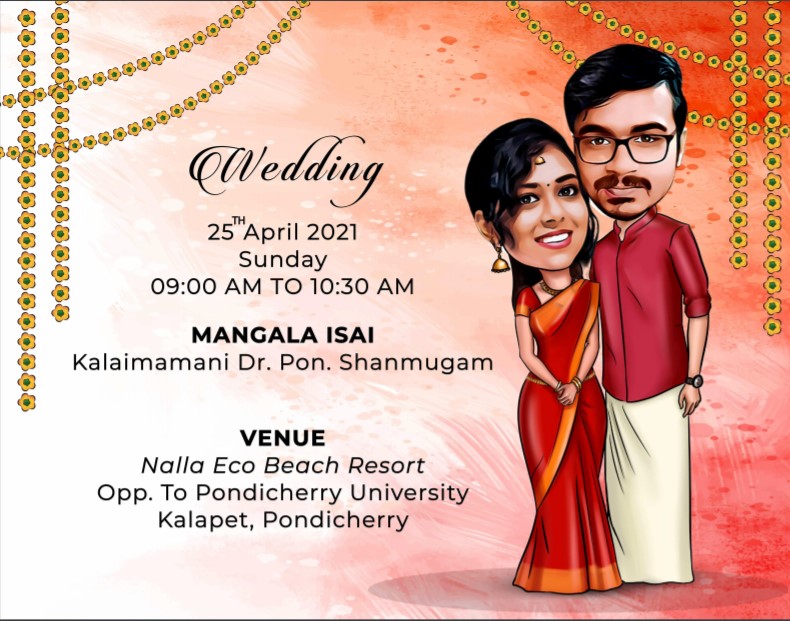 Wedding
25TH April 2021
Sunday
09:00 AM TO 10:30 AM
MANGALA ISAI
Kalaimamani Dr. Pon. Shanmugam
VENUE
Nalla Eco Beach Resort
Opp. To Pondicherry University
Kalapet, Pondicherry